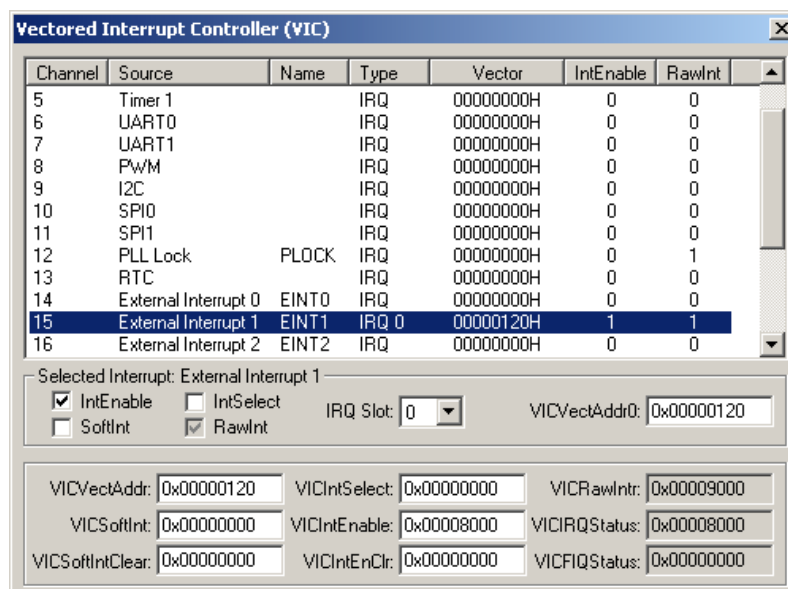 Vectored Interrupt Controller (VIC)
Channel Source Name Type Vector IntEnable RawInt
5 Timer 1 IRQ 00000000H 0 0
6 UART0 IRQ 00000000H 0 0
7 UART1 IRQ 00000000H 0 0
8 PWM IRQ 00000000H 0 0
9 I2C IRQ 00000000H 0 0
10 SPI0 IRQ 00000000H 0 0
11 SPI1 IRQ 00000000H 0 0
12 PLL Lock PLOCK IRQ 00000000H 0 1
13 RTC IRQ 00000000H 0 0
14 External Interrupt 0 EINT0 IRQ 00000000H 0 0
15 External Interrupt 1 EINT1 IRQ 0 00000120H 1 1
16 External Interrupt 2 EINT2 IRQ 00000000H 0 0
Selected Interrupt: External Interrupt 1
IntEnable IntSelect IRQ Slot: 0 VICVectAddr0: 0x00000120
SoftInt RawInt
VICVectAddr: 0x00000120 VICIntSelect: 0x00000000 VICRawIntr: 0x00009000
VICSoftInt: 0x00000000 VICIntEnable: 0x00008000 VICIRQStatus: 0x00008000
VICSoftIntClear: 0x00000000 VICIntEnClr: 0x00000000 VICFIQStatus: 0x00000000